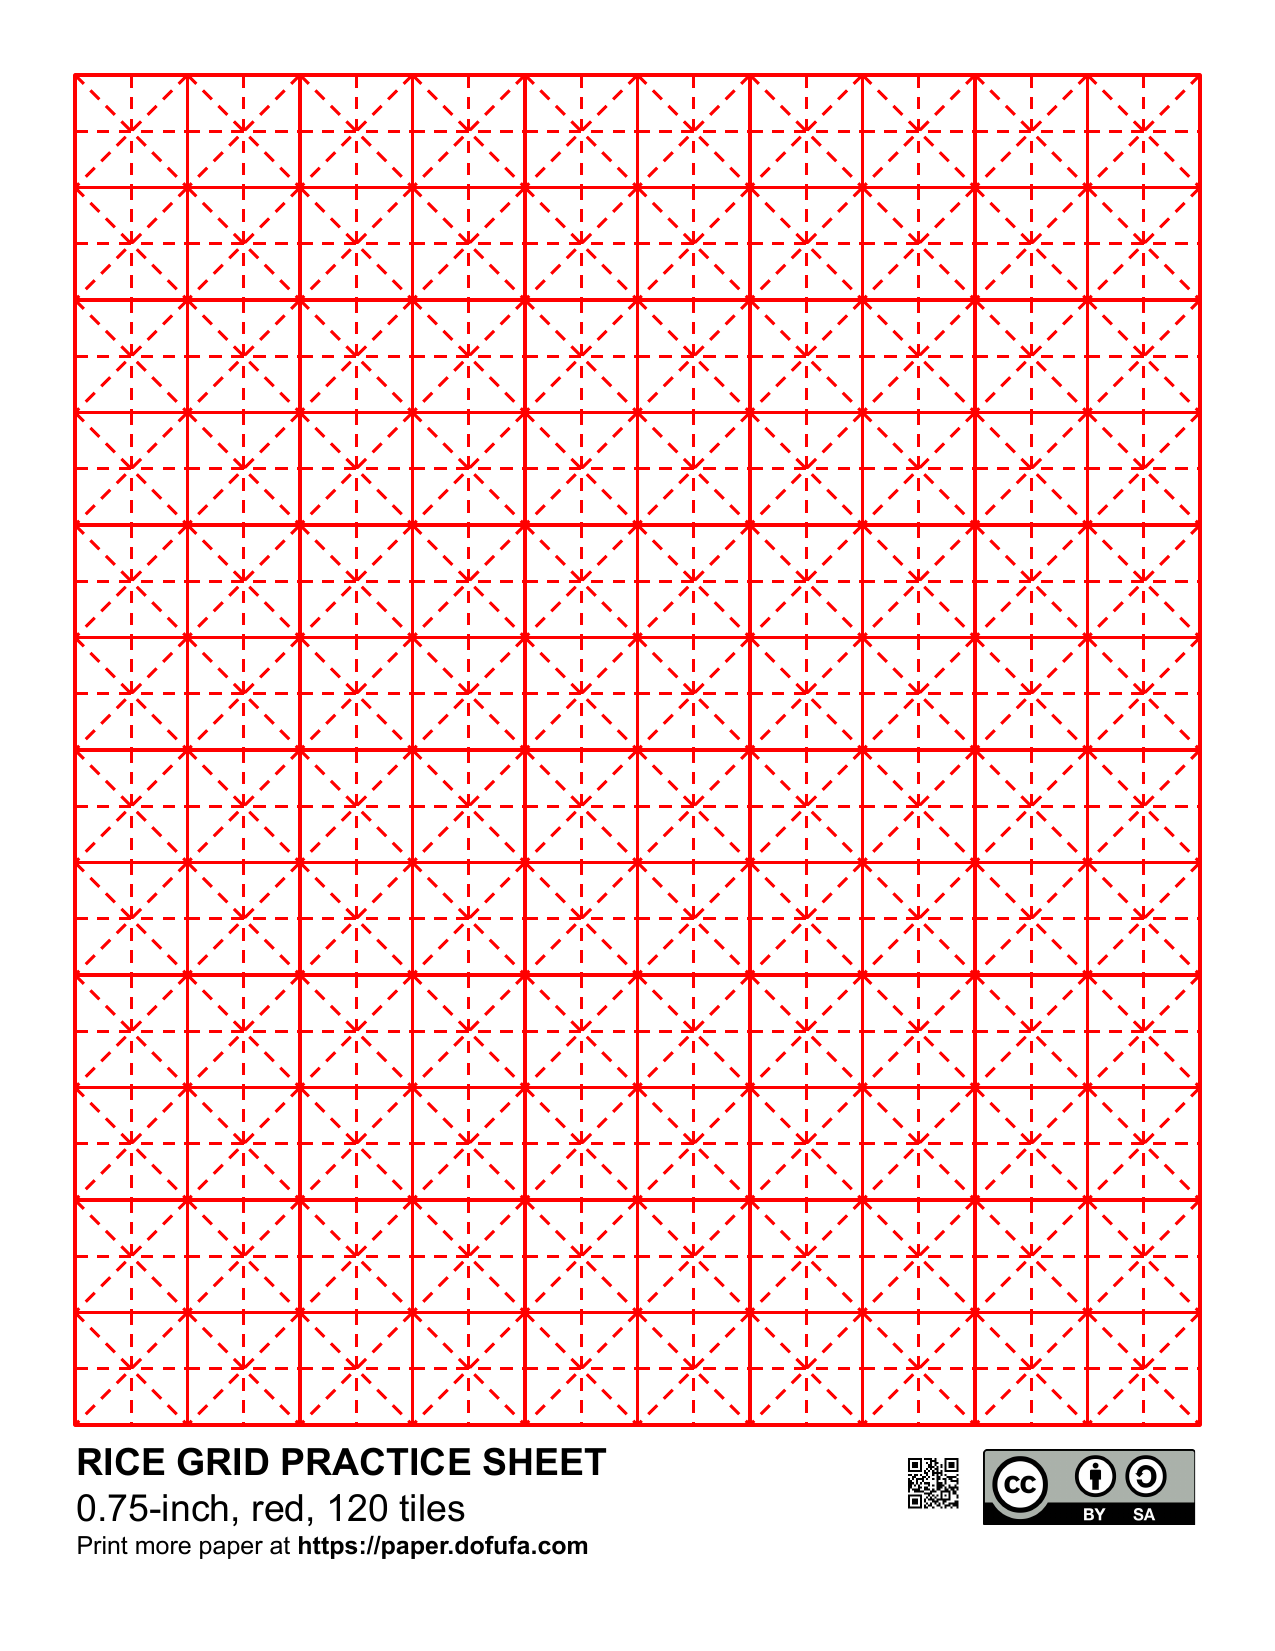 RICE GRID PRACTICE SHEET
0.75-inch, red, 120 tiles
Print more paper at https://paper.dofufa.com
cc
BY SA